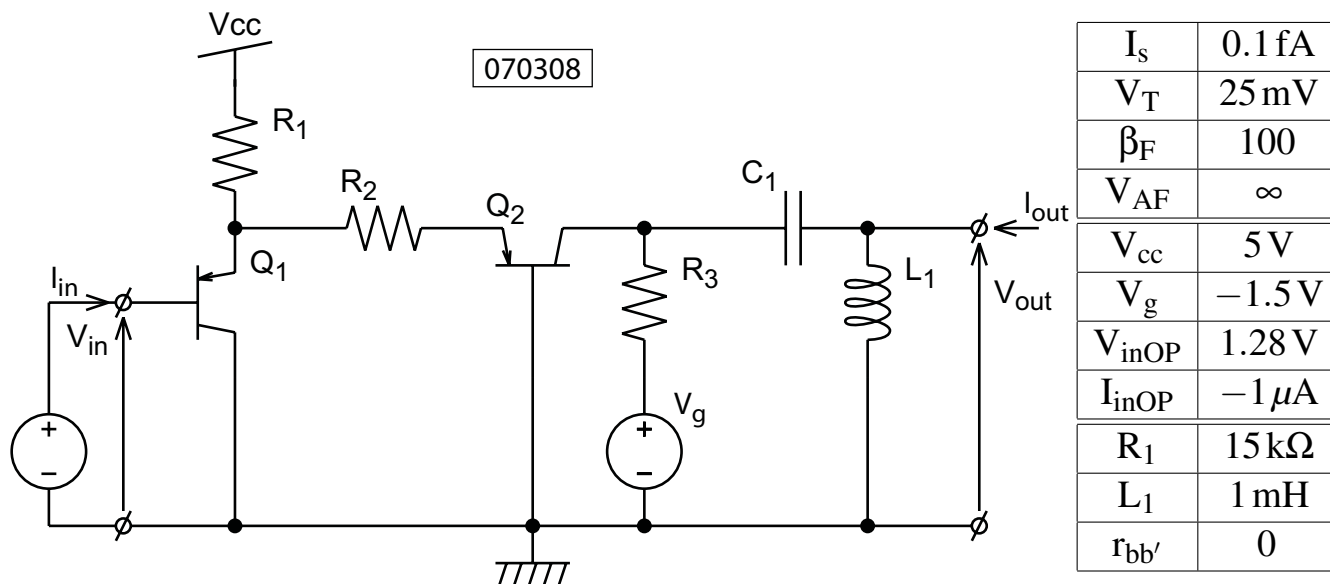 Vcc
070308
R1
R2
Q2
C1
Iout
Q1
R3
L1
Iin
Vin
Vout
+
−
Vg
+
−
Is 0.1 fA
VT 25 mV
βF 100
VAF ∞
Vcc 5 V
Vg −1.5 V
VinOP 1.28 V
IinOP −1 μA
R1 15 kΩ
L1 1 mH
rbb′ 0